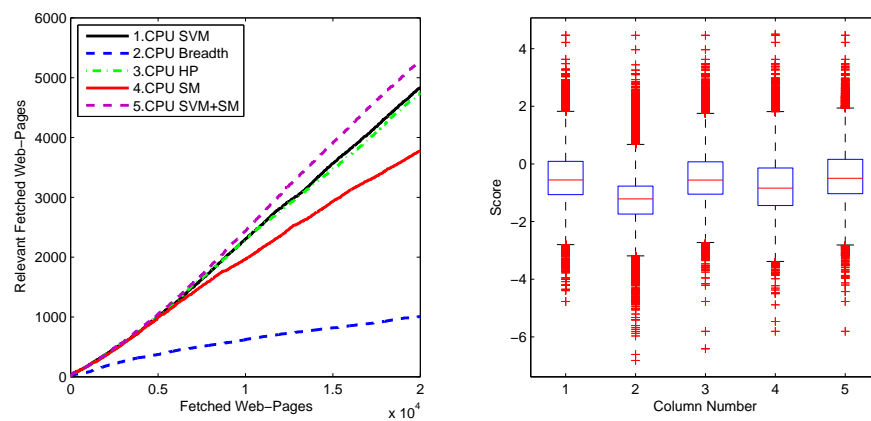 6000
5000
4000
3000
2000
1000
0
Relevant Fetched Web-Pages
1.CPU SVM
2.CPU Breadth
3.CPU HP
4.CPU SM
5.CPU SVM+SM
0 0.5 1 1.5 2
x 10^4
Fetched Web-Pages
4
2
0
−2
−4
−6
Score
1 2 3 4 5
Column Number